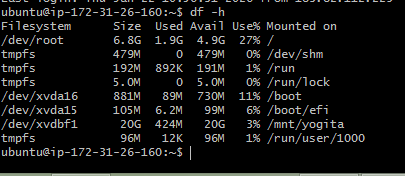 ubuntu@ip-172-31-26-160:~$ df -h
Filesystem Size Used Avail Use% Mounted on
/dev/root 6.8G 1.9G 4.9G 27% /
tmpfs 479M 0 479M 0% /dev/shm
tmpfs 192M 892K 191M 1% /run
tmpfs 5.0M 0 5.0M 0% /run/lock
/dev/xvda16 881M 89M 730M 11% /boot
/dev/xvda15 105M 6.2M 99M 6% /boot/efi
/dev/xvdbf1 20G 424M 20G 3% /mnt/yogita
tmpfs 96M 12K 96M 1% /run/user/1000
ubuntu@ip-172-31-26-160:~$